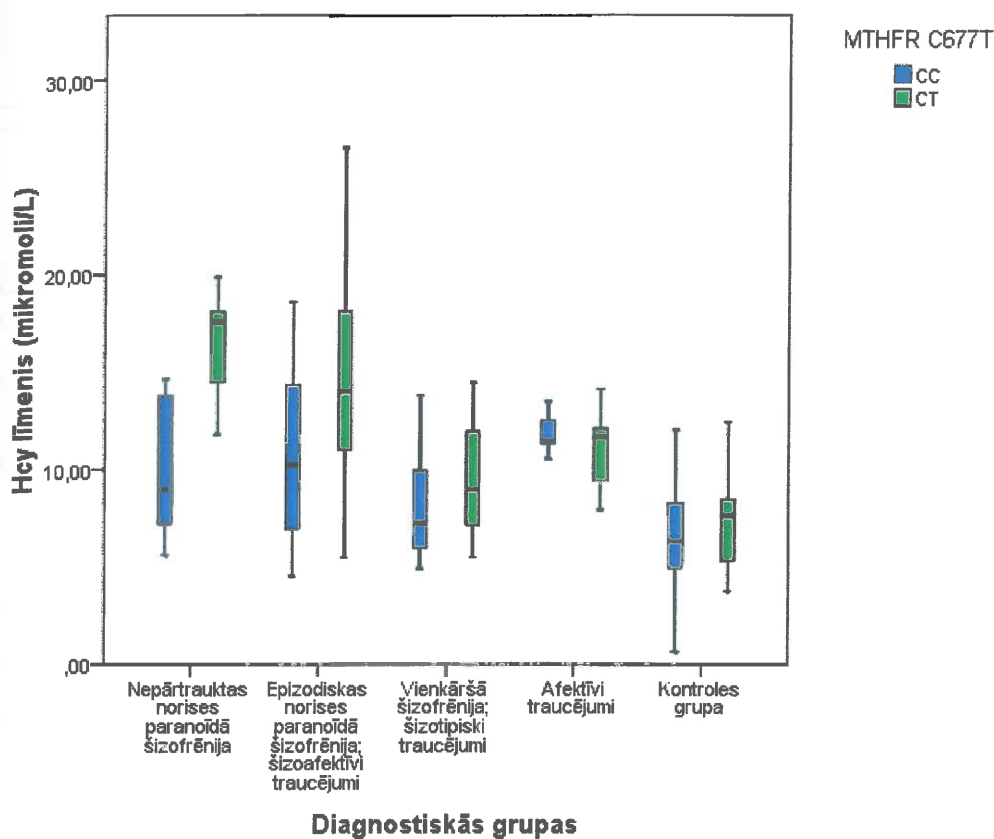 MTHFR C677T
CC
CT
30,00
20,00
10,00
,00
Hcy līmenis (mikromoli/L)
Nepārtrauktas
norises
paranoīdā
šizofrēnija
Epizodiskas
norises
paranoīdā
šizofrēnija;
šizoafektīvi
traucējumi
Vienkāršā
šizofrēnija;
šizotipiski
traucējumi
Afektīvi
traucējumi
Kontroles
grupa
Diagnostiskās grupas